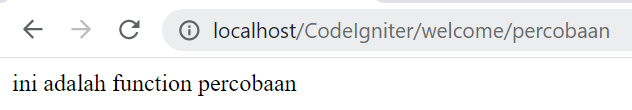 localhost/CodeIgniter/welcome/percobaan
ini adalah function percobaan